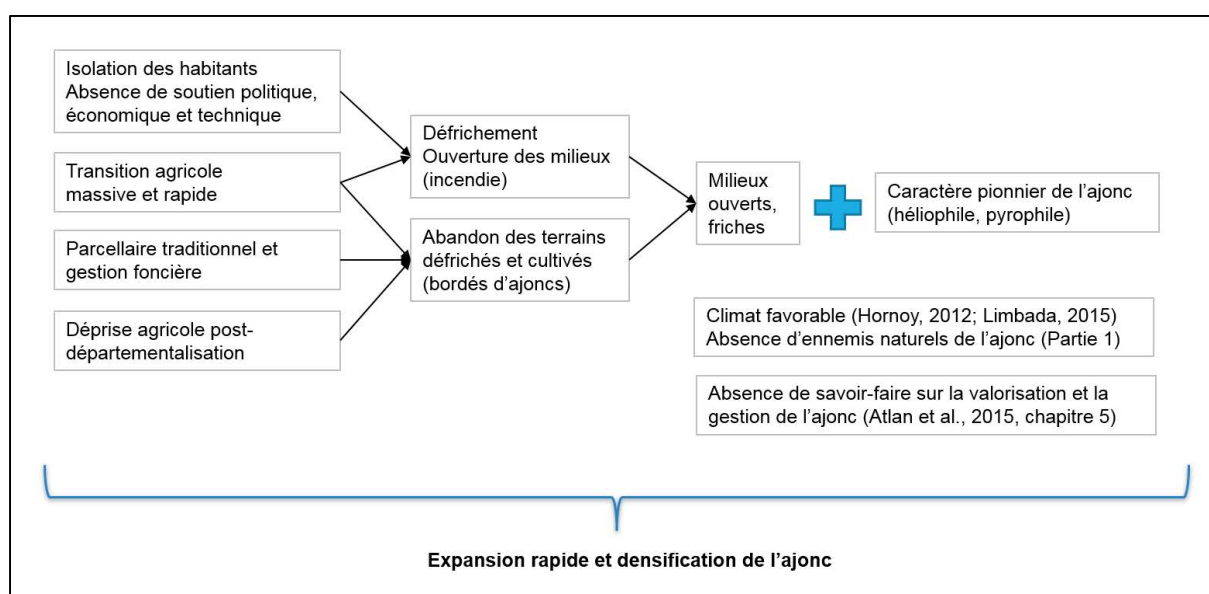 Isolation des habitants
Absence de soutien politique,
économique et technique
Transition agricole
massive et rapide
Parcellaire traditionnel et
gestion foncière
Déprise agricole post-
départementalisation
Défrichement
Ouverture des milieux
(incendie)
Abandon des terrains
défrichés et cultivés
(bordés d’ajoncs)
Milieux
ouverts,
friches
Caractère pionnier de l’ajonc
(héliophile, pyrophile)
Climat favorable (Hornoy, 2012; Limbada, 2015)
Absence d’ennemis naturels de l’ajonc (Partie 1)
Absence de savoir-faire sur la valorisation et la
gestion de l’ajonc (Atlan et al., 2015, chapitre 5)
Expansion rapide et densification de l’ajonc